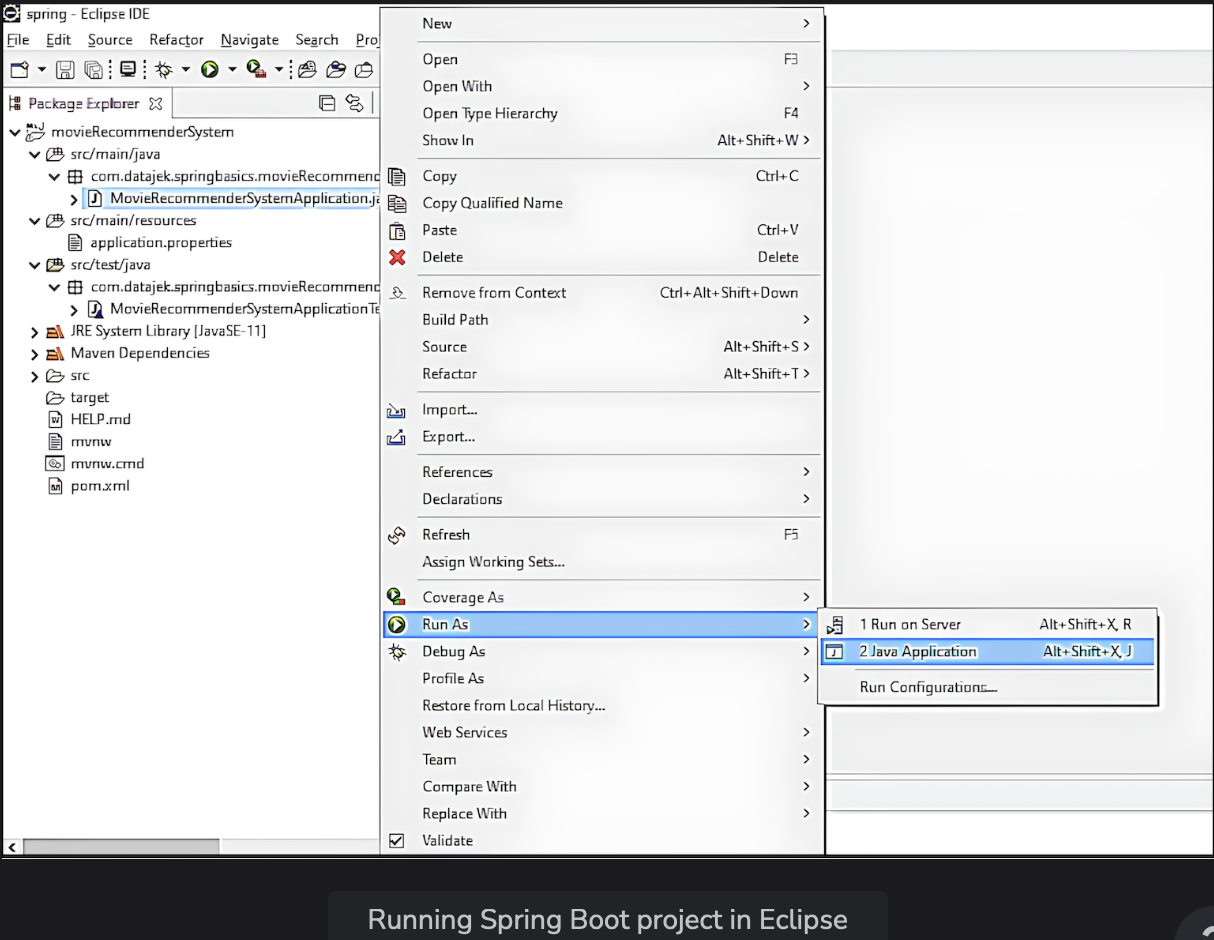 spring - Eclipse IDE
File Edit Source Refactor Navigate Search Proj
Package Explorer
movieRecommenderSystem
src/main/java
com.datajek.springbasics.movieRecommend
MovieRecommenderSystemApplication.ja
src/main/resources
application.properties
src/test/java
com.datajek.springbasics.movieRecommend
MovieRecommenderSystemApplicationTe
JRE System Library [JavaSE-11]
Maven Dependencies
src
target
HELP.md
mvnw
mvnw.cmd
pom.xml
New
Open F3
Open With
Open Type Hierarchy F4
Show In Alt+Shift+W
Copy Ctrl+C
Copy Qualified Name
Paste Ctrl+V
Delete Delete
Remove from Context Ctrl+Alt+Shift+Down
Build Path
Source Alt+Shift+S
Refactor Alt+Shift+T
Import...
Export...
References
Declarations
Refresh F5
Assign Working Sets...
Coverage As
Run As
Debug As
Profile As
Restore from Local History...
Web Services
Team
Compare With
Replace With
Validate
1 Run on Server Alt+Shift+X, R
2 Java Application Alt+Shift+X, J
Run Configurations...
Running Spring Boot project in Eclipse